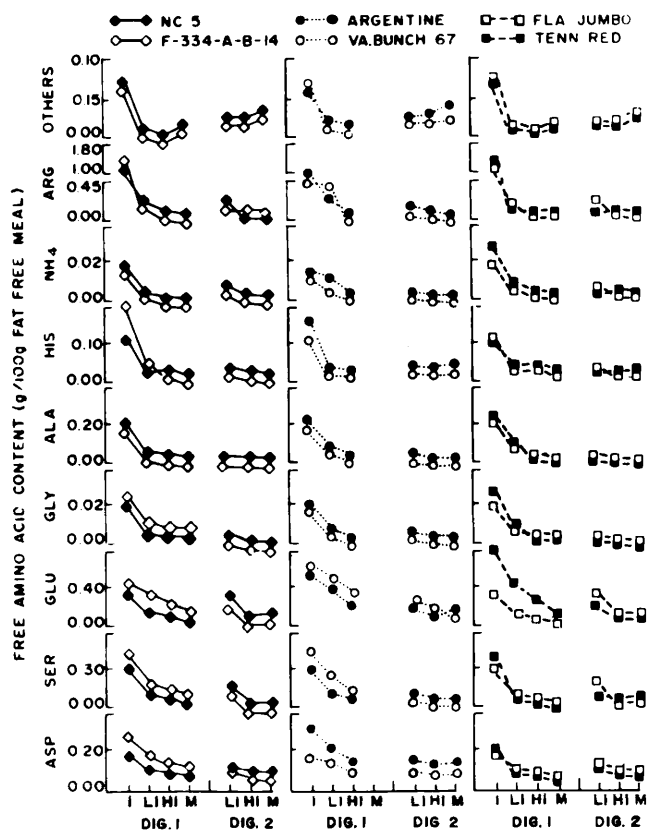 NC 5
F-334-A-B-14
ARGENTINE
VA.BUNCH 67
FLA JUMBO
TENN RED
FREE AMINO ACID CONTENT (g/100g FAT FREE MEAL)
OTHERS
0.10
0.15
0.00
ARG
1.80
1.00
0.45
0.00
NH4
0.02
0.00
HIS
0.10
0.00
ALA
0.20
0.00
GLY
0.02
0.00
GLU
0.40
0.00
SER
0.30
0.00
ASP
0.20
0.00
I LI HI M LI HI M I LI HI M LI HI M I LI HI M LI HI M
DIG.1 DIG.2 DIG.1 DIG.2 DIG.1 DIG.2